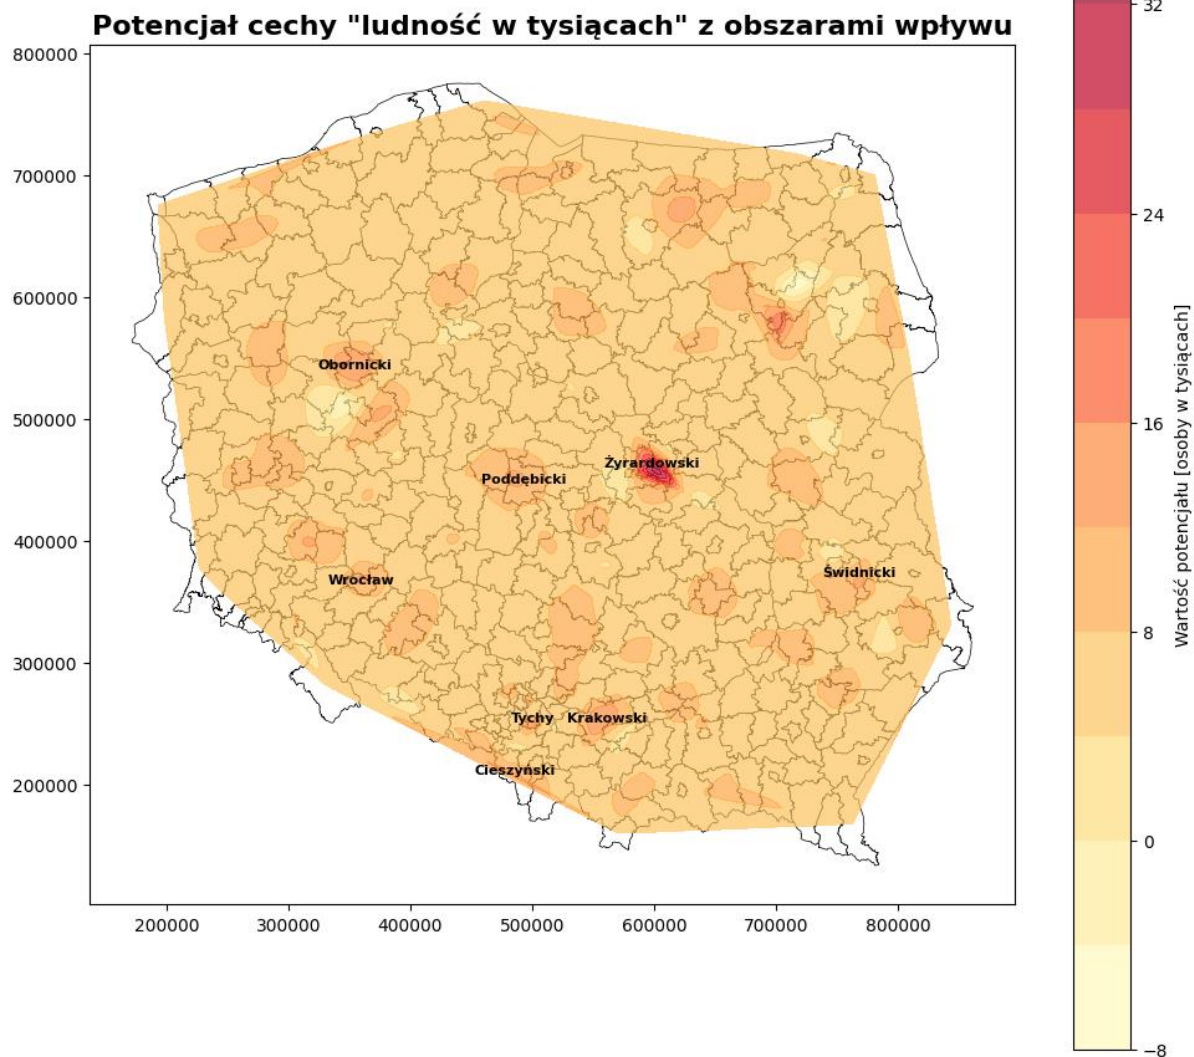 Potencjał cechy "ludność w tysiącach" z obszarami wpływu
32
800000
700000
24
600000
Obornicki
16
500000
Żyrardowski
Poddębicki
Wartość potencjału [osoby w tysiącach]
400000
Świdnicki
Wrocław
8
300000
Tychy Krakowski
Cieszyński
200000
0
200000 300000 400000 500000 600000 700000 800000
−8